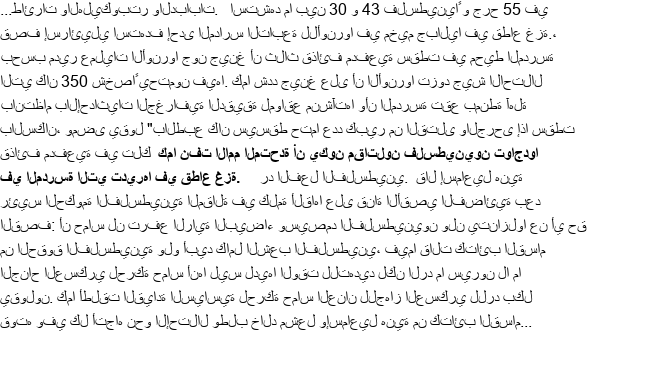 ...طائرات والهليكوبتر والدبابات. استشهد ما بين 30 و 43 فلسطينياً و جرح 55 في
قصف إسرائيلي استهدف إحدى المدارس التابعة للأونروا في مخيم جباليا في قطاع غزة.،
بحسب مدير عمليات الأونروا جون جينغ أن ثلاث قذائف مدفعية سقطت في محيط المدرسة
التي كان 350 شخصاً يحتمون فيها. كما شدد جينغ على أن الأونروا تزود جيش الاحتلال
بانتظام بالإحداثيات الجغرافية الدقيقة لمواقع منشآتها وأن المدرسة تقع بمنطة آهلة
بالسكان، ومضى يقول "بالطبع كان سيسقط حتما عدد كبير من القتلى والجرحى إذا سقطت
قذائف مدفعية في تلك كما نفت الامم المتحدة أن يكون مقاتلون فلسطينيون تواجدوا
في المدرسة التي تديرها في قطاع غزة. رد الفعل الفلسطيني. قال إسماعيل هنية
رئيس الحكومة الفلسطينية المقالة في كلمة ألقاها على قناة الأقصى الفضائية بعد
القصف: أن حماس لن ترفع الراية البيضاء وسيصمد الفلسطينيون ولن يتنازلوا عن أي حق
من الحقوق الفلسطينية ولو أبيد كامل الشعب الفلسطيني، فيما قالت كتائب القسام
الجناح العسكري لحركة حماس أنها ليس لديها الوقت للتهديد لكن الرد ما سيرون لا ما
يقولون. كما أطلقت القيادة السياسية لحركة حماس العنان للجهاز العسكري للرد بكل
قوته وفي كل أتجاه نحو الإحتلال وطلب خالد مشعل وإسماعيل هنية من كتائب القسام...